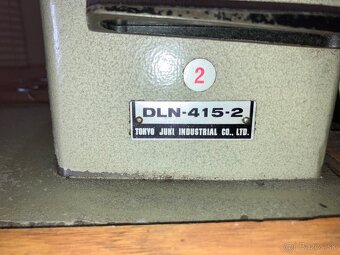 2
DLN-415-2
TOKYO JUKI INDUSTRIAL CO., LTD.